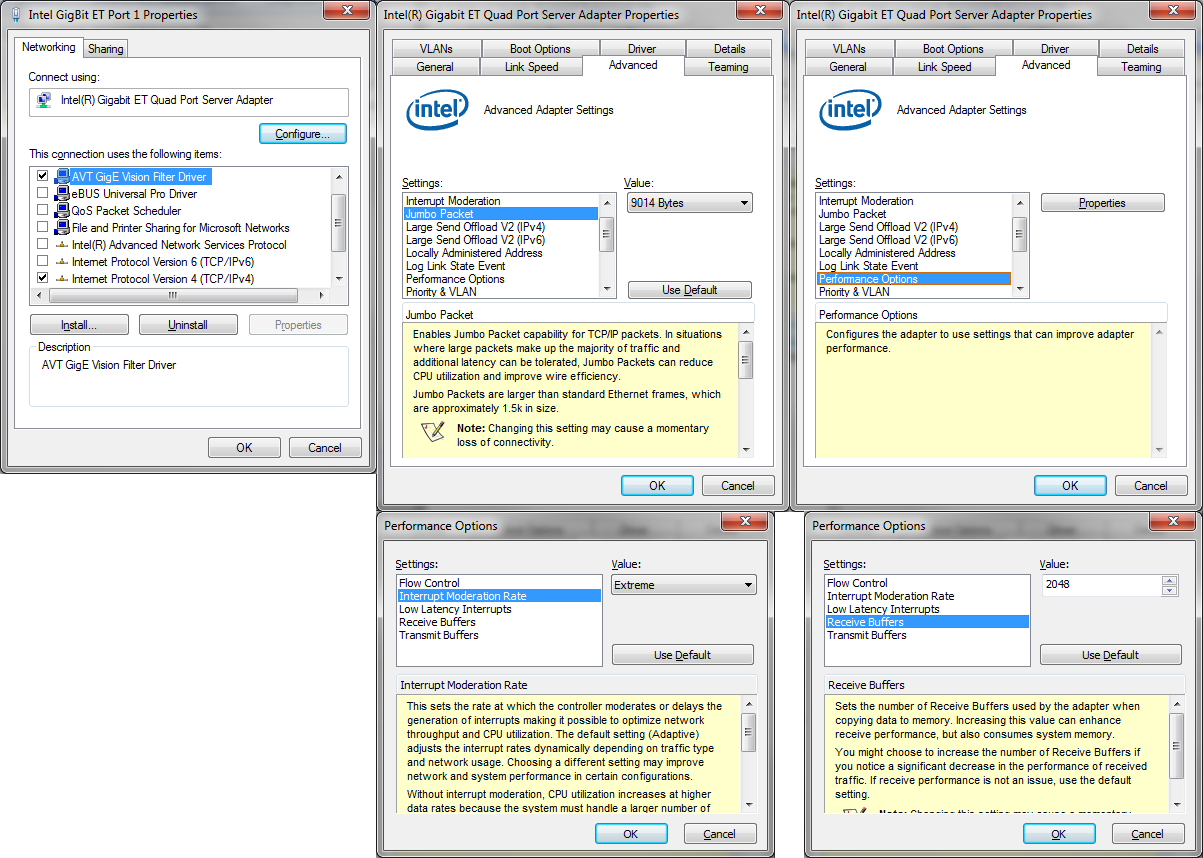 Intel GigBit ET Port 1 Properties
Networking
Sharing
Connect using:
Intel(R) Gigabit ET Quad Port Server Adapter
Configure...
This connection uses the following items:
AVT GigE Vision Filter Driver
eBUS Universal Pro Driver
QoS Packet Scheduler
File and Printer Sharing for Microsoft Networks
Intel(R) Advanced Network Services Protocol
Internet Protocol Version 6 (TCP/IPv6)
Internet Protocol Version 4 (TCP/IPv4)
Install...
Uninstall
Properties
Description
AVT GigE Vision Filter Driver
OK
Cancel
Intel(R) Gigabit ET Quad Port Server Adapter Properties
VLANs
Boot Options
Driver
Details
General
Link Speed
Advanced
Teaming
intel
Advanced Adapter Settings
Settings:
Value:
Interrupt Moderation
Jumbo Packet
Large Send Offload V2 (IPv4)
Large Send Offload V2 (IPv6)
Locally Administered Address
Log Link State Event
Performance Options
Priority & VLAN
9014 Bytes
Use Default
Jumbo Packet
Enables Jumbo Packet capability for TCP/IP packets. In situations
where large packets make up the majority of traffic and
additional latency can be tolerated, Jumbo Packets can reduce
CPU utilization and improve wire efficiency.
Jumbo Packets are larger than standard Ethernet frames, which
are approximately 1.5k in size.
Note: Changing this setting may cause a momentary
loss of connectivity.
OK
Cancel
Intel(R) Gigabit ET Quad Port Server Adapter Properties
VLANs
Boot Options
Driver
Details
General
Link Speed
Advanced
Teaming
intel
Advanced Adapter Settings
Settings:
Interrupt Moderation
Jumbo Packet
Large Send Offload V2 (IPv4)
Large Send Offload V2 (IPv6)
Locally Administered Address
Log Link State Event
Performance Options
Priority & VLAN
Properties
Performance Options
Configures the adapter to use settings that can improve adapter
performance.
OK
Cancel
Performance Options
Settings:
Value:
Flow Control
Interrupt Moderation Rate
Low Latency Interrupts
Receive Buffers
Transmit Buffers
Extreme
Use Default
Interrupt Moderation Rate
This sets the rate at which the controller moderates or delays the
generation of interrupts making it possible to optimize network
throughput and CPU utilization. The default setting (Adaptive)
adjusts the interrupt rates dynamically depending on traffic type
and network usage. Choosing a different setting may improve
network and system performance in certain configurations.
Without interrupt moderation, CPU utilization increases at higher
data rates because the system must handle a larger number of
OK
Cancel
Performance Options
Settings:
Value:
Flow Control
Interrupt Moderation Rate
Low Latency Interrupts
Receive Buffers
Transmit Buffers
2048
Use Default
Receive Buffers
Sets the number of Receive Buffers used by the adapter when
copying data to memory. Increasing this value can enhance
receive performance, but also consumes system memory.
You might choose to increase the number of Receive Buffers if
you notice a significant decrease in the performance of received
traffic. If receive performance is not an issue, use the default
setting.
Note: Changing this setting may cause a momentary
OK
Cancel